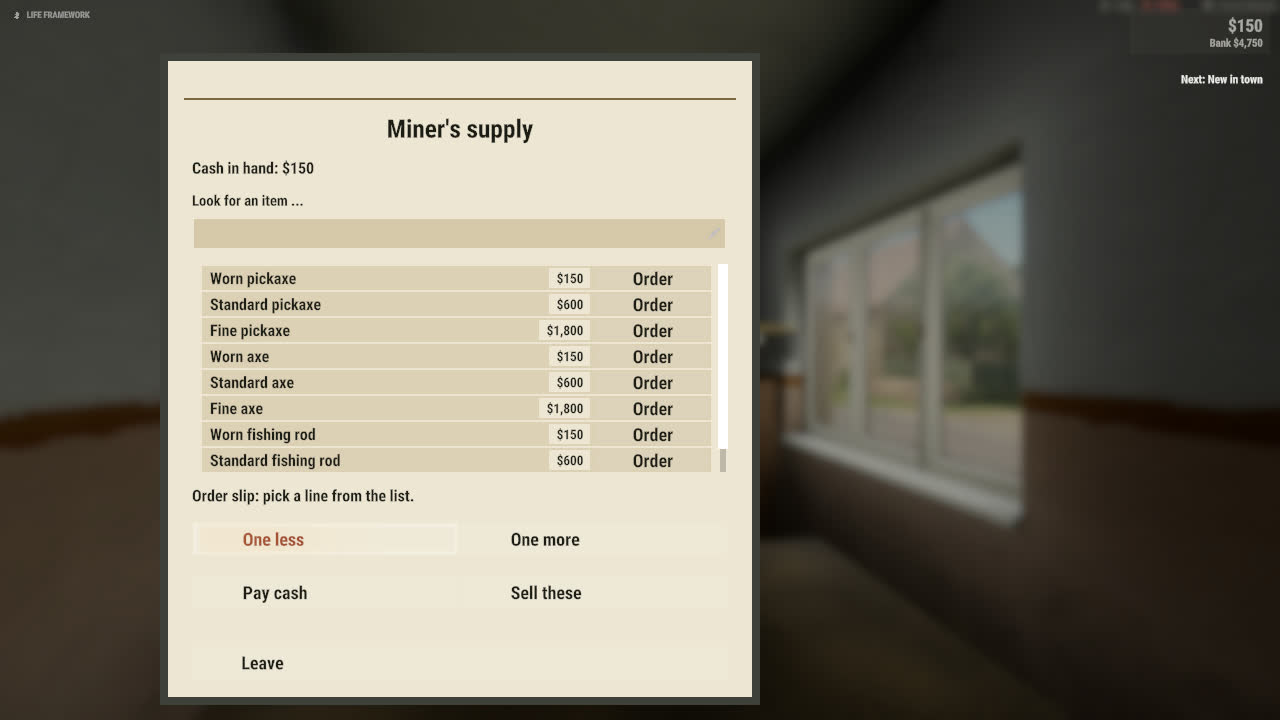 LIFE FRAMEWORK
$150
Bank $4,750
Next: New in town
Miner's supply
Cash in hand: $150
Look for an item ...
Worn pickaxe $150 Order
Standard pickaxe $600 Order
Fine pickaxe $1,800 Order
Worn axe $150 Order
Standard axe $600 Order
Fine axe $1,800 Order
Worn fishing rod $150 Order
Standard fishing rod $600 Order
Order slip: pick a line from the list.
One less One more
Pay cash Sell these
Leave